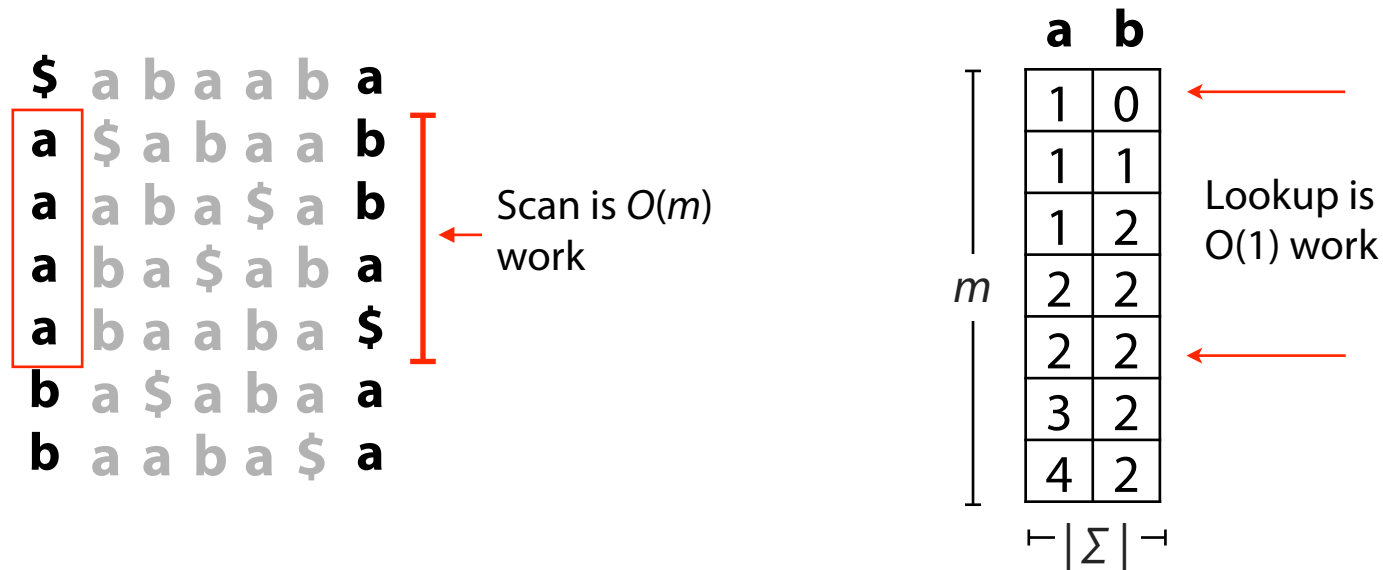 $ a b a a b a
a $ a b a a b
a a b a $ a b
a b a $ a b a
a b a a b a $
b a $ a b a a
b a a b a $ a
Scan is O(m)
work
a b
1 0
1 1
1 2
2 2
2 2
3 2
4 2
m
|Σ|
Lookup is
O(1) work